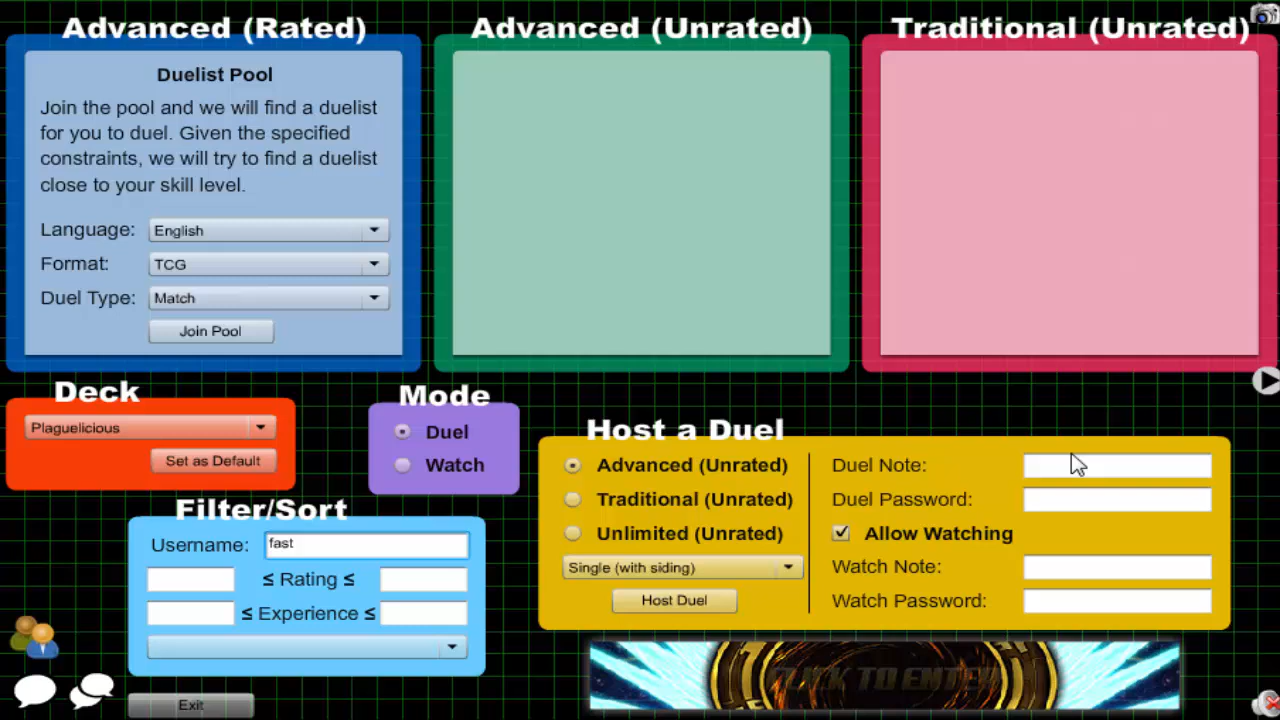 Advanced (Rated)
Advanced (Unrated)
Traditional (Unrated)
Duelist Pool
Join the pool and we will find a duelist
for you to duel. Given the specified
constraints, we will try to find a duelist
close to your skill level.
Language: English
Format: TCG
Duel Type: Match
Join Pool
Deck
Plaguelicious
Set as Default
Mode
Duel
Watch
Filter/Sort
Username: fast
≤ Rating ≤
≤ Experience ≤
Exit
Host a Duel
Advanced (Unrated)
Traditional (Unrated)
Unlimited (Unrated)
Single (with siding)
Host Duel
Duel Note:
Duel Password:
Allow Watching
Watch Note:
Watch Password:
CLICK TO ENTER